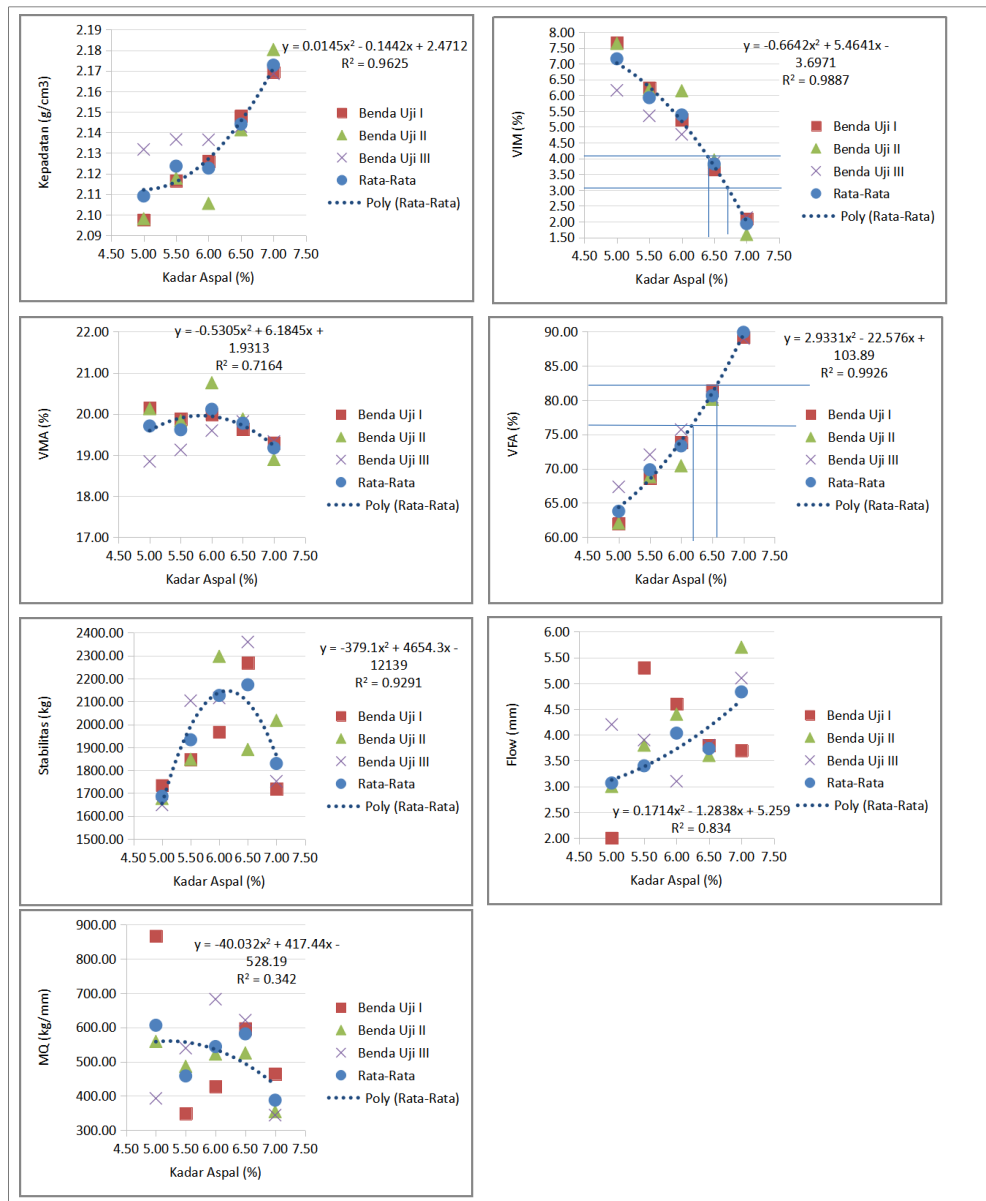 2.19
2.18
2.17
2.16
2.15
2.14
2.13
2.12
2.11
2.10
2.09
Kepadatan (g/cm3)
4.50 5.00 5.50 6.00 6.50 7.00 7.50
Kadar Aspal (%)
y = 0.0145x² - 0.1442x + 2.4712
R² = 0.9625
Benda Uji I
Benda Uji II
Benda Uji III
Rata-Rata
Poly (Rata-Rata)
8.00
7.50
7.00
6.50
6.00
5.50
5.00
4.50
4.00
3.50
3.00
2.50
2.00
1.50
VIM (%)
4.50 5.00 5.50 6.00 6.50 7.00 7.50
Kadar Aspal (%)
y = -0.6642x² + 5.4641x -
3.6971
R² = 0.9887
Benda Uji I
Benda Uji II
Benda Uji III
Rata-Rata
Poly (Rata-Rata)
22.00
21.00
20.00
19.00
18.00
17.00
VMA (%)
4.50 5.00 5.50 6.00 6.50 7.00 7.50
Kadar Aspal (%)
y = -0.5305x² + 6.1845x +
1.9313
R² = 0.7164
Benda Uji I
Benda Uji II
Benda Uji III
Rata-Rata
Poly (Rata-Rata)
90.00
85.00
80.00
75.00
70.00
65.00
60.00
VFA (%)
4.50 5.00 5.50 6.00 6.50 7.00 7.50
Kadar Aspal (%)
y = 2.9331x² - 22.576x +
103.89
R² = 0.9926
Benda Uji I
Benda Uji II
Benda Uji III
Rata-Rata
Poly (Rata-Rata)
2400.00
2300.00
2200.00
2100.00
2000.00
1900.00
1800.00
1700.00
1600.00
1500.00
Stabilitas (kg)
4.50 5.00 5.50 6.00 6.50 7.00 7.50
Kadar Aspal (%)
y = -379.1x² + 4654.3x -
12139
R² = 0.9291
Benda Uji I
Benda Uji II
Benda Uji III
Rata-Rata
Poly (Rata-Rata)
6.00
5.50
5.00
4.50
4.00
3.50
3.00
2.50
2.00
Flow (mm)
4.50 5.00 5.50 6.00 6.50 7.00 7.50
Kadar Aspal (%)
y = 0.1714x² - 1.2838x + 5.259
R² = 0.834
Benda Uji I
Benda Uji II
Benda Uji III
Rata-Rata
Poly (Rata-Rata)
900.00
800.00
700.00
600.00
500.00
400.00
300.00
MQ (kg/mm)
4.50 5.00 5.50 6.00 6.50 7.00 7.50
Kadar Aspal (%)
y = -40.032x² + 417.44x -
528.19
R² = 0.342
Benda Uji I
Benda Uji II
Benda Uji III
Rata-Rata
Poly (Rata-Rata)